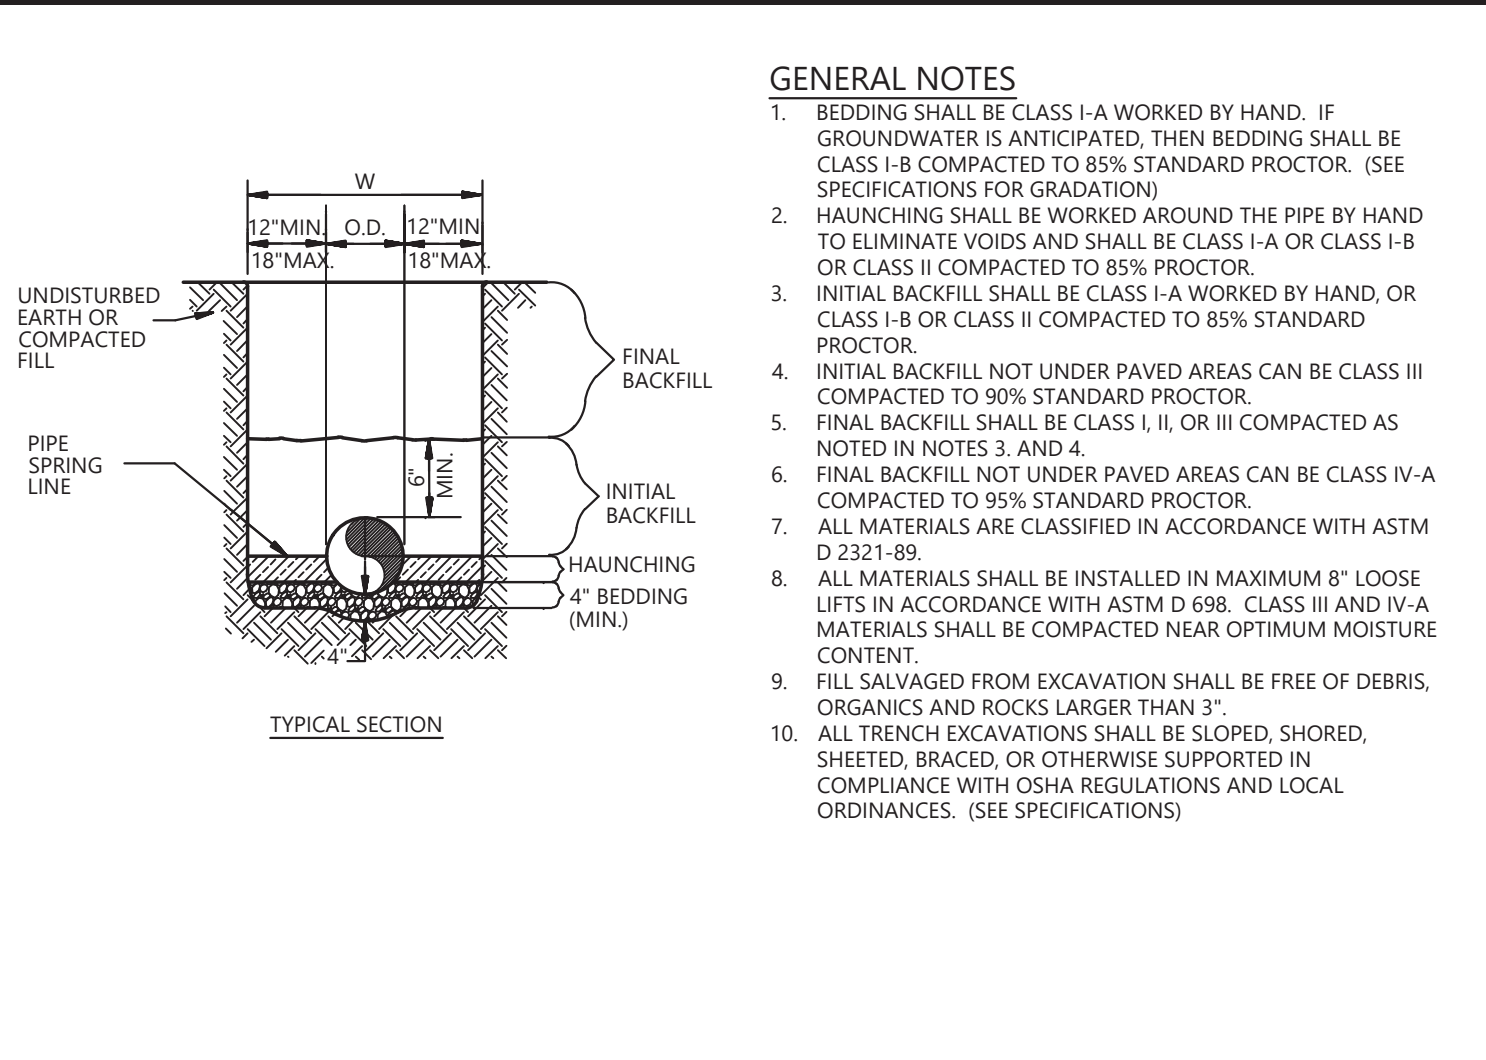 W
12"MIN. O.D. 12"MIN.
18"MAX. 18"MAX.
UNDISTURBED
EARTH OR
COMPACTED
FILL
FINAL
BACKFILL
PIPE
SPRING
LINE
6"
MIN.
INITIAL
BACKFILL
HAUNCHING
4" BEDDING
(MIN.)
4"
TYPICAL SECTION
GENERAL NOTES
1. BEDDING SHALL BE CLASS I-A WORKED BY HAND. IF
GROUNDWATER IS ANTICIPATED, THEN BEDDING SHALL BE
CLASS I-B COMPACTED TO 85% STANDARD PROCTOR. (SEE
SPECIFICATIONS FOR GRADATION)
2. HAUNCHING SHALL BE WORKED AROUND THE PIPE BY HAND
TO ELIMINATE VOIDS AND SHALL BE CLASS I-A OR CLASS I-B
OR CLASS II COMPACTED TO 85% PROCTOR.
3. INITIAL BACKFILL SHALL BE CLASS I-A WORKED BY HAND, OR
CLASS I-B OR CLASS II COMPACTED TO 85% STANDARD
PROCTOR.
4. INITIAL BACKFILL NOT UNDER PAVED AREAS CAN BE CLASS III
COMPACTED TO 90% STANDARD PROCTOR.
5. FINAL BACKFILL SHALL BE CLASS I, II, OR III COMPACTED AS
NOTED IN NOTES 3. AND 4.
6. FINAL BACKFILL NOT UNDER PAVED AREAS CAN BE CLASS IV-A
COMPACTED TO 95% STANDARD PROCTOR.
7. ALL MATERIALS ARE CLASSIFIED IN ACCORDANCE WITH ASTM
D 2321-89.
8. ALL MATERIALS SHALL BE INSTALLED IN MAXIMUM 8" LOOSE
LIFTS IN ACCORDANCE WITH ASTM D 698. CLASS III AND IV-A
MATERIALS SHALL BE COMPACTED NEAR OPTIMUM MOISTURE
CONTENT.
9. FILL SALVAGED FROM EXCAVATION SHALL BE FREE OF DEBRIS,
ORGANICS AND ROCKS LARGER THAN 3".
10. ALL TRENCH EXCAVATIONS SHALL BE SLOPED, SHORED,
SHEETED, BRACED, OR OTHERWISE SUPPORTED IN
COMPLIANCE WITH OSHA REGULATIONS AND LOCAL
ORDINANCES. (SEE SPECIFICATIONS)